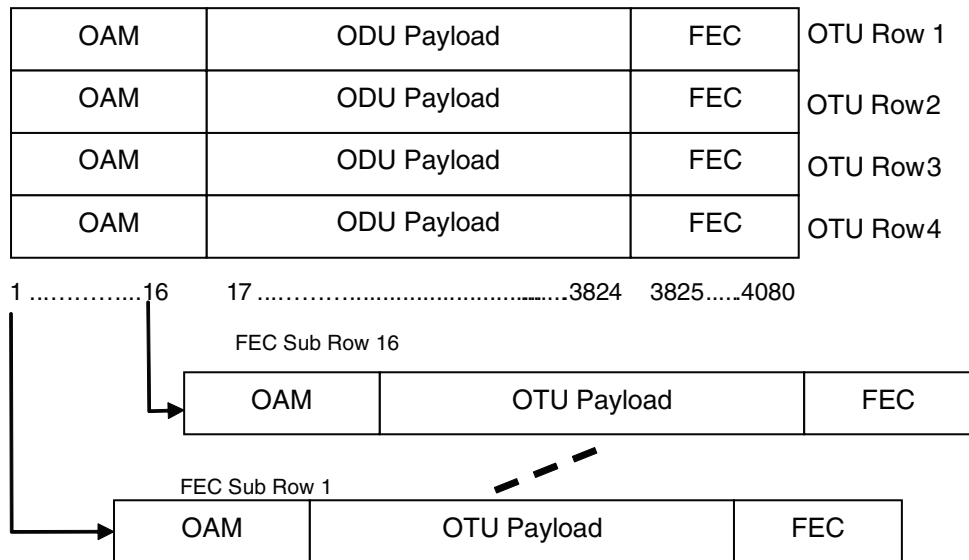 OAM ODU Payload FEC OTU Row 1
OAM ODU Payload FEC OTU Row2
OAM ODU Payload FEC OTU Row3
OAM ODU Payload FEC OTU Row4
1 ................16 17 ..........................................3824 3825......4080
FEC Sub Row 16
OAM OTU Payload FEC
FEC Sub Row 1
OAM OTU Payload FEC